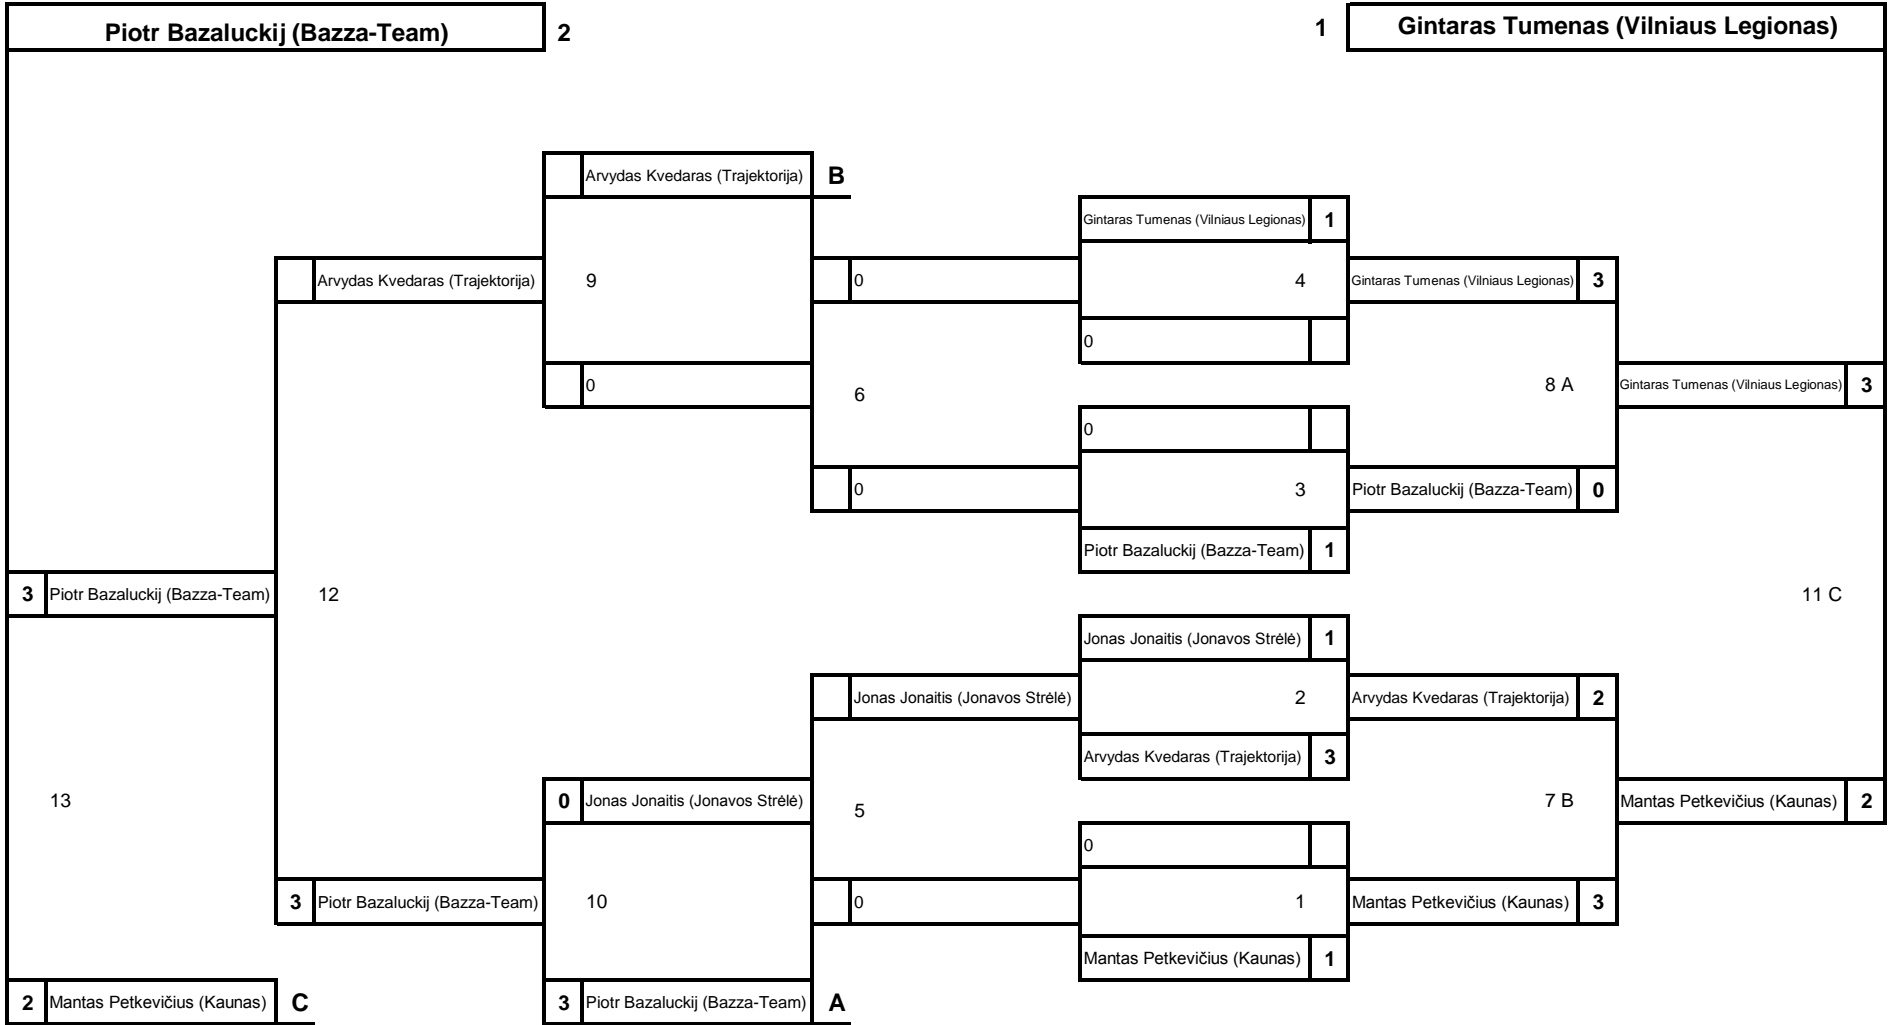 Piotr Bazaluckij (Bazza-Team) 2 1 Gintaras Tumenas (Vilniaus Legionas)
Arvydas Kvedaras (Trajektorija) B
Gintaras Tumenas (Vilniaus Legionas) 1
Arvydas Kvedaras (Trajektorija) 9 0 4 Gintaras Tumenas (Vilniaus Legionas) 3
0
0 6 8 A Gintaras Tumenas (Vilniaus Legionas) 3
0
0 3 Piotr Bazaluckij (Bazza-Team) 0
Piotr Bazaluckij (Bazza-Team) 1
3 Piotr Bazaluckij (Bazza-Team) 12 11 C
Jonas Jonaitis (Jonavos Strėlė) 1
Jonas Jonaitis (Jonavos Strėlė) 2 Arvydas Kvedaras (Trajektorija) 2
Arvydas Kvedaras (Trajektorija) 3
13 0 Jonas Jonaitis (Jonavos Strėlė) 5 7 B Mantas Petkevičius (Kaunas) 2
0
3 Piotr Bazaluckij (Bazza-Team) 10 0 1 Mantas Petkevičius (Kaunas) 3
Mantas Petkevičius (Kaunas) 1
2 Mantas Petkevičius (Kaunas) C 3 Piotr Bazaluckij (Bazza-Team) A